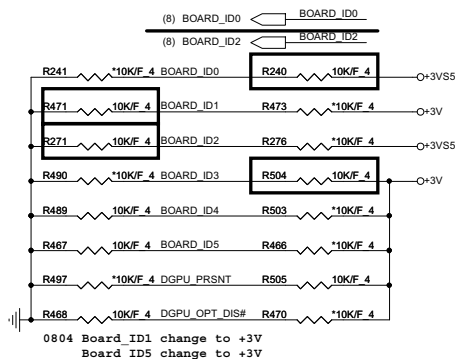 (8) BOARD_ID0 BOARD_ID0
(8) BOARD_ID2 BOARD_ID2
R241 *10K/F_4 BOARD_ID0 R240 10K/F_4 +3VS5
R471 10K/F_4 BOARD_ID1 R473 *10K/F_4 +3V
R271 10K/F_4 BOARD_ID2 R276 *10K/F_4 +3VS5
R490 *10K/F_4 BOARD_ID3 R504 10K/F_4 +3V
R489 10K/F_4 BOARD_ID4 R503 *10K/F_4
R467 10K/F_4 BOARD_ID5 R466 *10K/F_4
R497 *10K/F_4 DGPU_PRSNT R505 10K/F_4
R468 10K/F_4 DGPU_OPT_DIS# R470 *10K/F_4
0804 Board_ID1 change to +3V
Board ID5 change to +3V